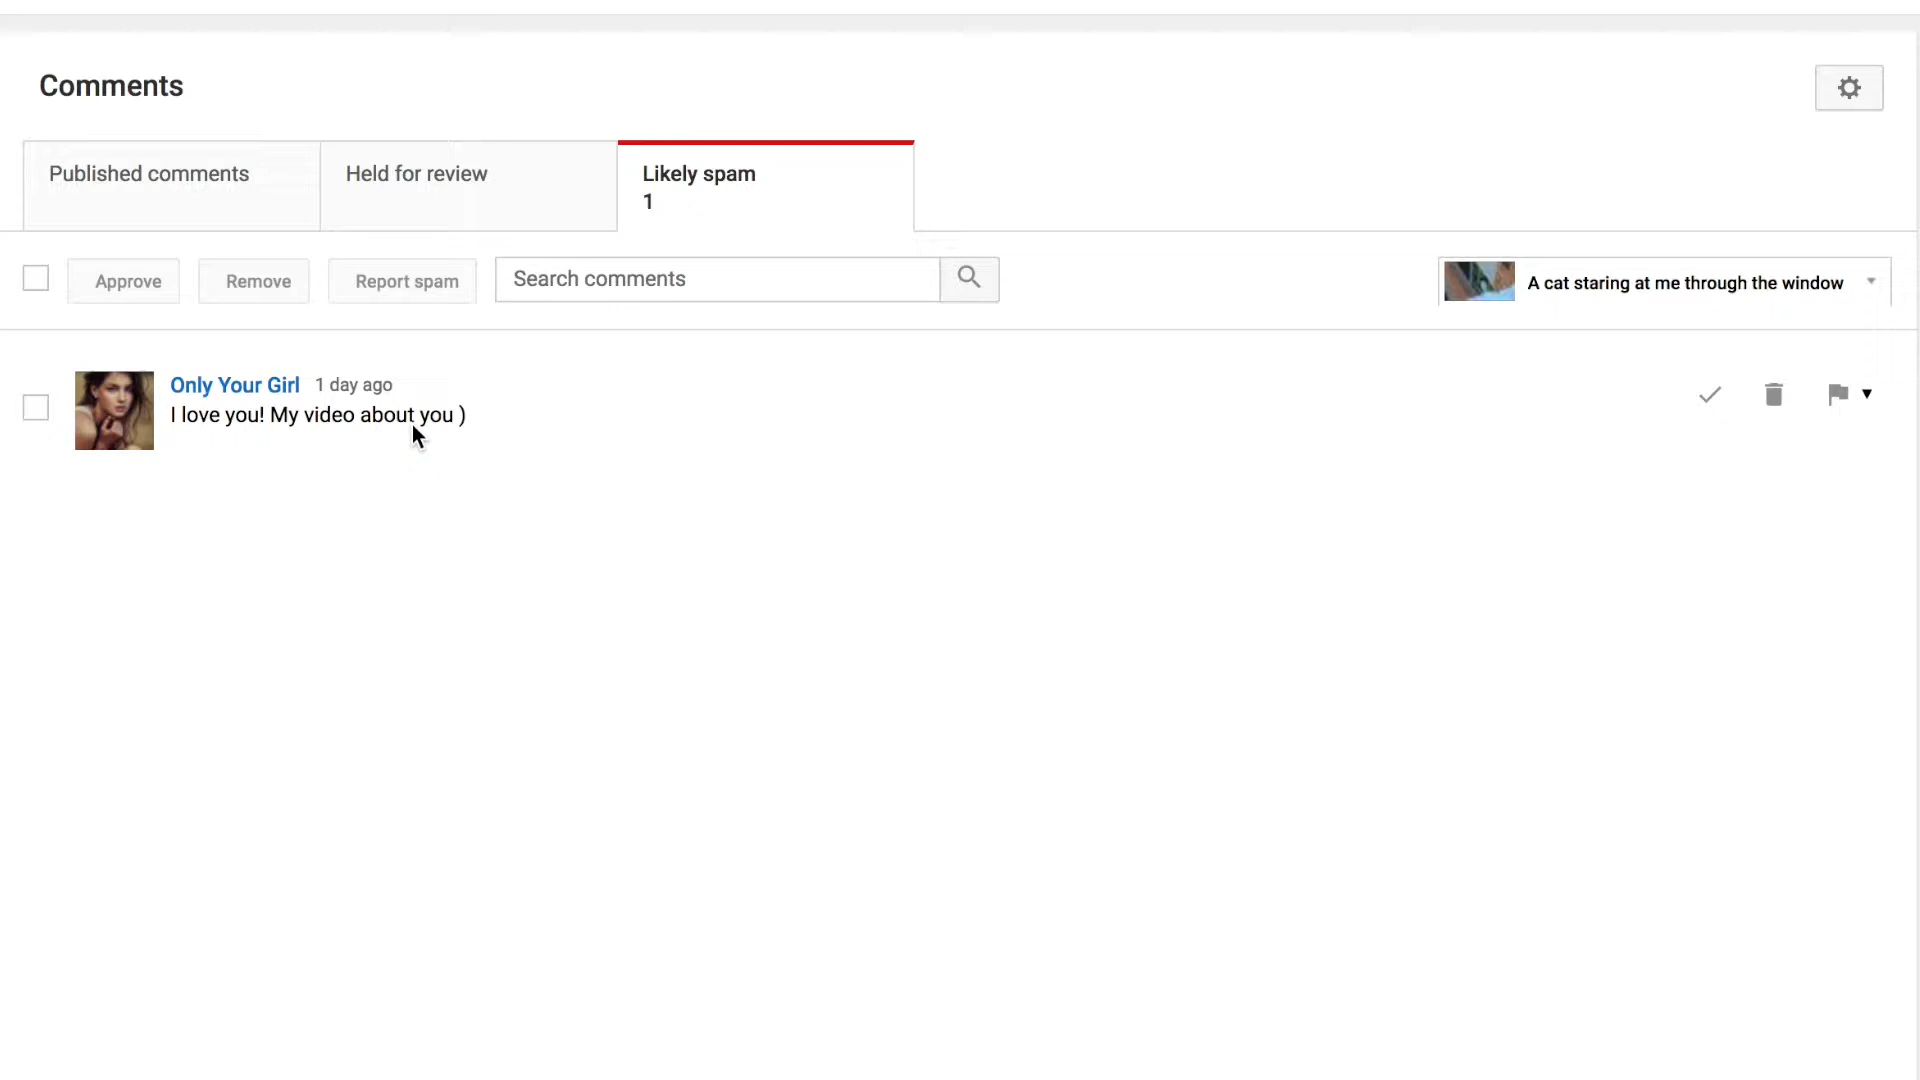 Comments
Published comments
Held for review
Likely spam
1
Approve
Remove
Report spam
Search comments
A cat staring at me through the window
Only Your Girl 1 day ago
I love you! My video about you )